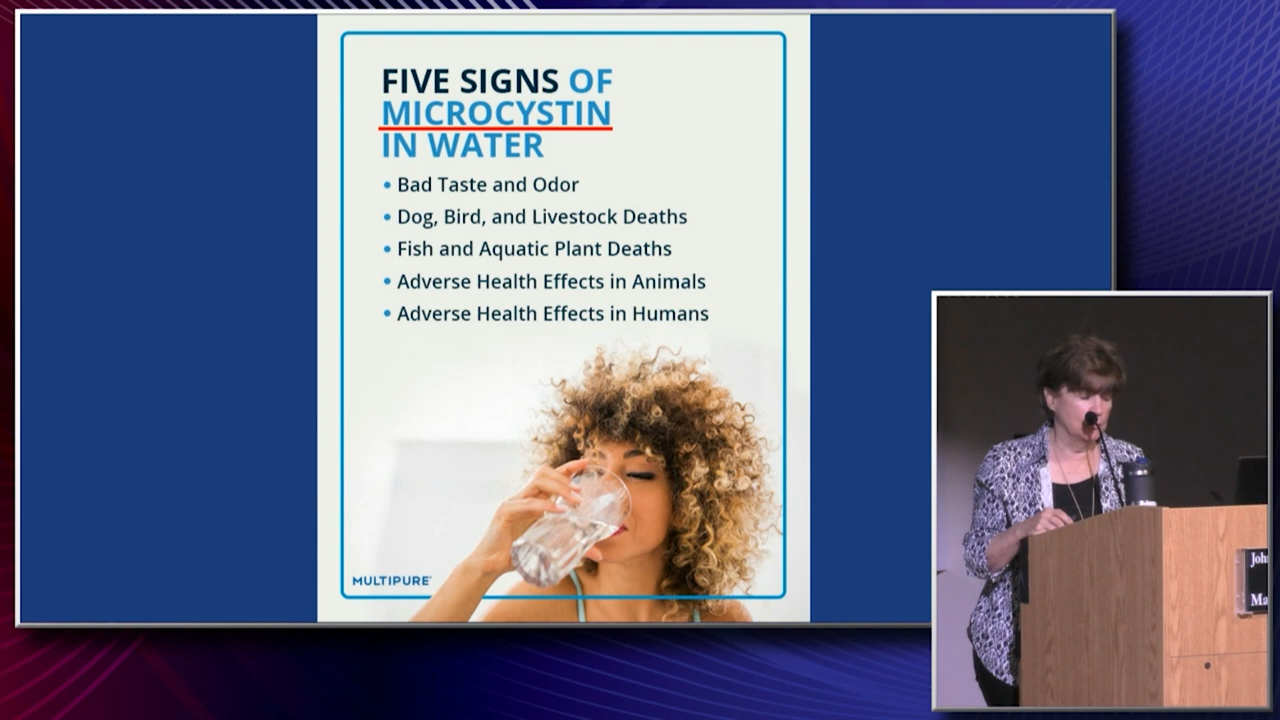 FIVE SIGNS OF
MICROCYSTIN
IN WATER
• Bad Taste and Odor
• Dog, Bird, and Livestock Deaths
• Fish and Aquatic Plant Deaths
• Adverse Health Effects in Animals
• Adverse Health Effects in Humans
MULTIPURE